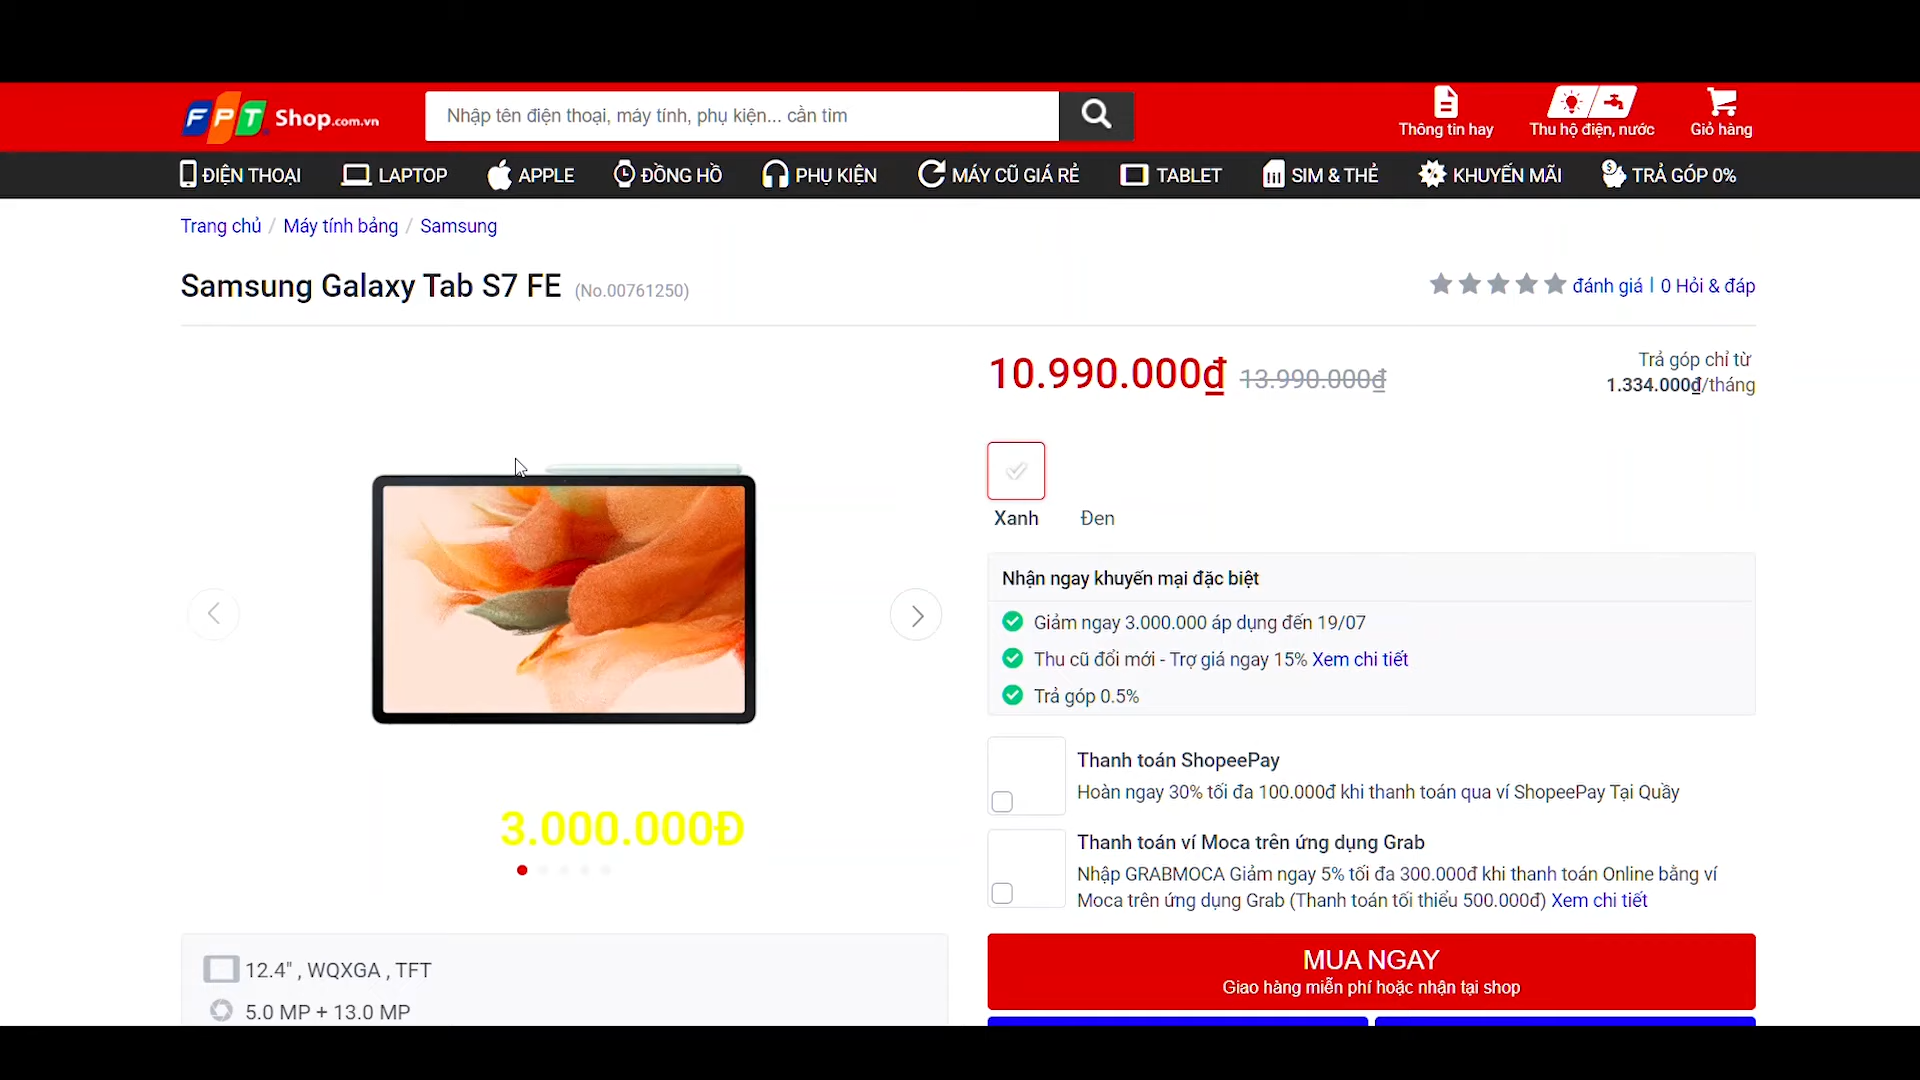 FPT Shop.com.vn
Nhập tên điện thoại, máy tính, phụ kiện... cần tìm
Thông tin hay
Thu hộ điện, nước
Giỏ hàng
ĐIỆN THOẠI
LAPTOP
APPLE
ĐỒNG HỒ
PHỤ KIỆN
MÁY CŨ GIÁ RẺ
TABLET
SIM & THẺ
KHUYẾN MÃI
TRẢ GÓP 0%
Trang chủ / Máy tính bảng / Samsung
Samsung Galaxy Tab S7 FE (No.00761250)
đánh giá | 0 Hỏi & đáp
10.990.000₫ 13.990.000₫
Trả góp chỉ từ
1.334.000₫/tháng
Xanh
Đen
Nhận ngay khuyến mại đặc biệt
Giảm ngay 3.000.000 áp dụng đến 19/07
Thu cũ đổi mới - Trợ giá ngay 15% Xem chi tiết
Trả góp 0.5%
Thanh toán ShopeePay
Hoàn ngay 30% tối đa 100.000đ khi thanh toán qua ví ShopeePay Tại Quầy
Thanh toán ví Moca trên ứng dụng Grab
Nhập GRABMOCA Giảm ngay 5% tối đa 300.000đ khi thanh toán Online bằng ví
Moca trên ứng dụng Grab (Thanh toán tối thiểu 500.000đ) Xem chi tiết
3.000.000Đ
12.4" , WQXGA , TFT
5.0 MP + 13.0 MP
MUA NGAY
Giao hàng miễn phí hoặc nhận tại shop